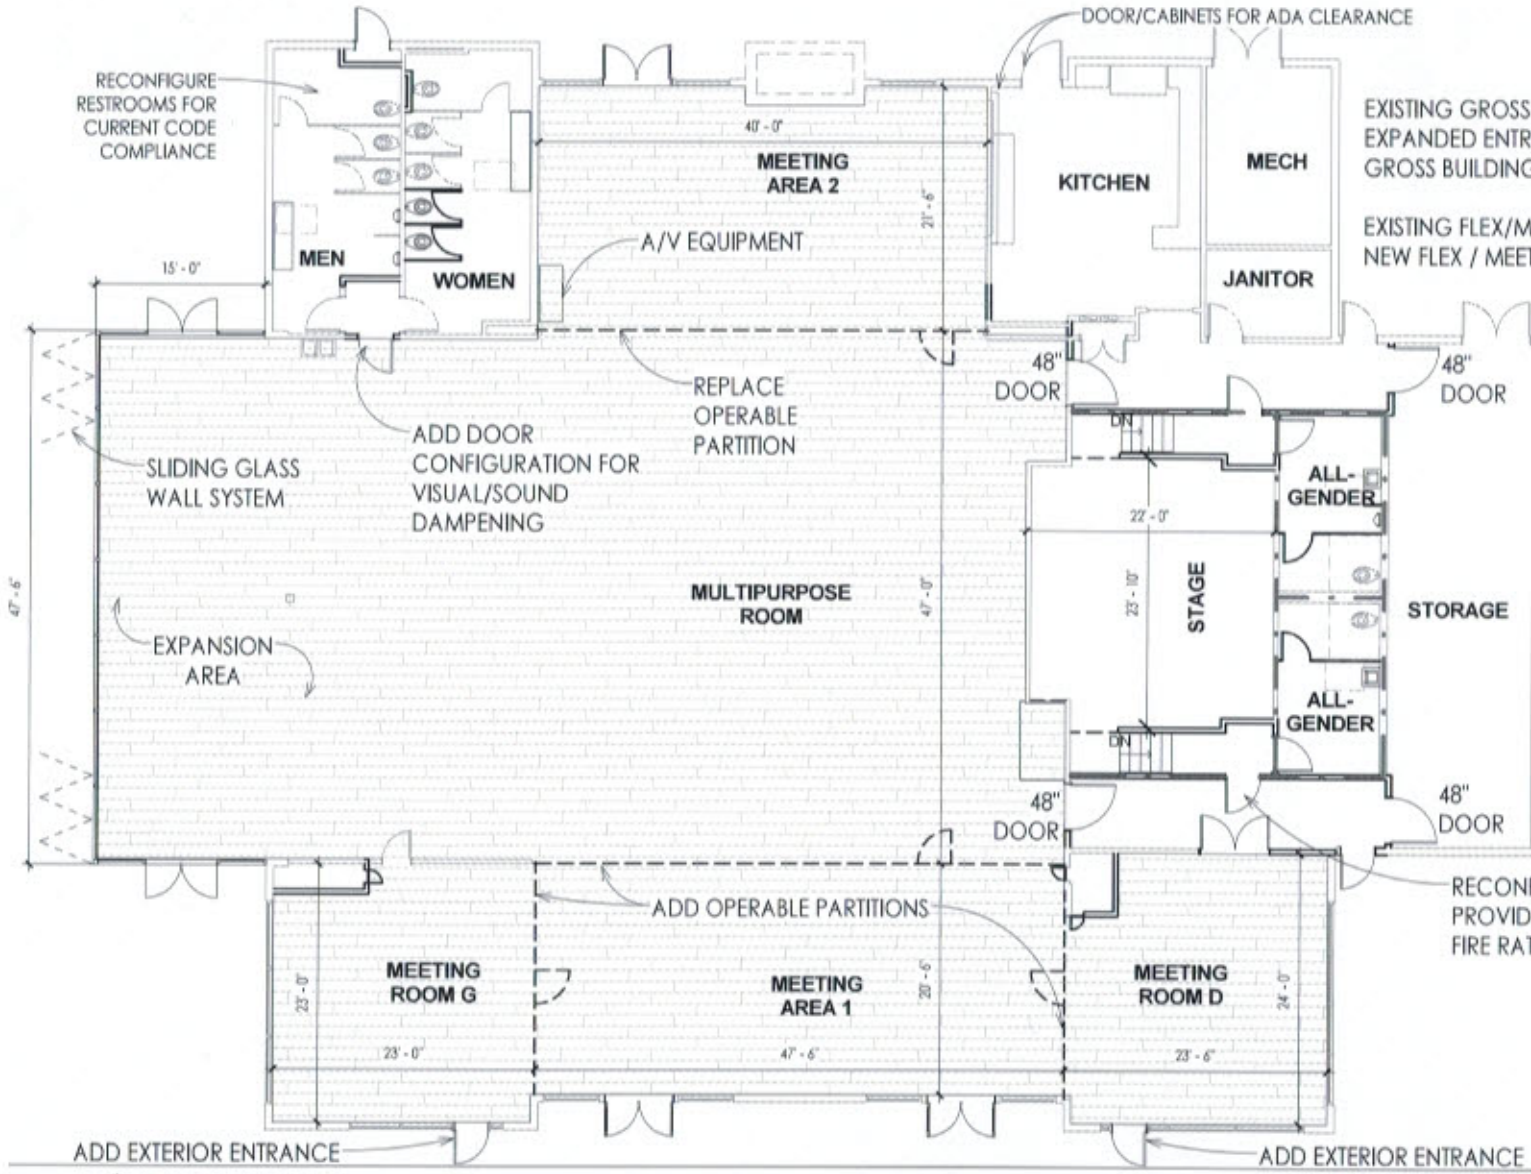 DOOR/CABINETS FOR ADA CLEARANCE
RECONFIGURE
RESTROOMS FOR
CURRENT CODE
COMPLIANCE
EXISTING GROSS
EXPANDED ENTR
GROSS BUILDING
EXISTING FLEX/M
NEW FLEX / MEET
40' - 0"
MEETING
AREA 2
21' - 6"
KITCHEN
MECH
JANITOR
A/V EQUIPMENT
MEN
WOMEN
15' - 0"
48"
DOOR
48"
DOOR
REPLACE
OPERABLE
PARTITION
ADD DOOR
CONFIGURATION FOR
VISUAL/SOUND
DAMPENING
SLIDING GLASS
WALL SYSTEM
DN
ALL-
GENDER
22' - 0"
47' - 6"
MULTIPURPOSE
ROOM
47' - 0"
23' - 10"
STAGE
STORAGE
EXPANSION
AREA
ALL-
GENDER
DN
48"
DOOR
48"
DOOR
ADD OPERABLE PARTITIONS
RECON
PROVID
FIRE RAT
MEETING
ROOM G
23' - 0"
23' - 0"
MEETING
AREA 1
20' - 6"
47' - 6"
MEETING
ROOM D
24' - 0"
23' - 6"
ADD EXTERIOR ENTRANCE
ADD EXTERIOR ENTRANCE